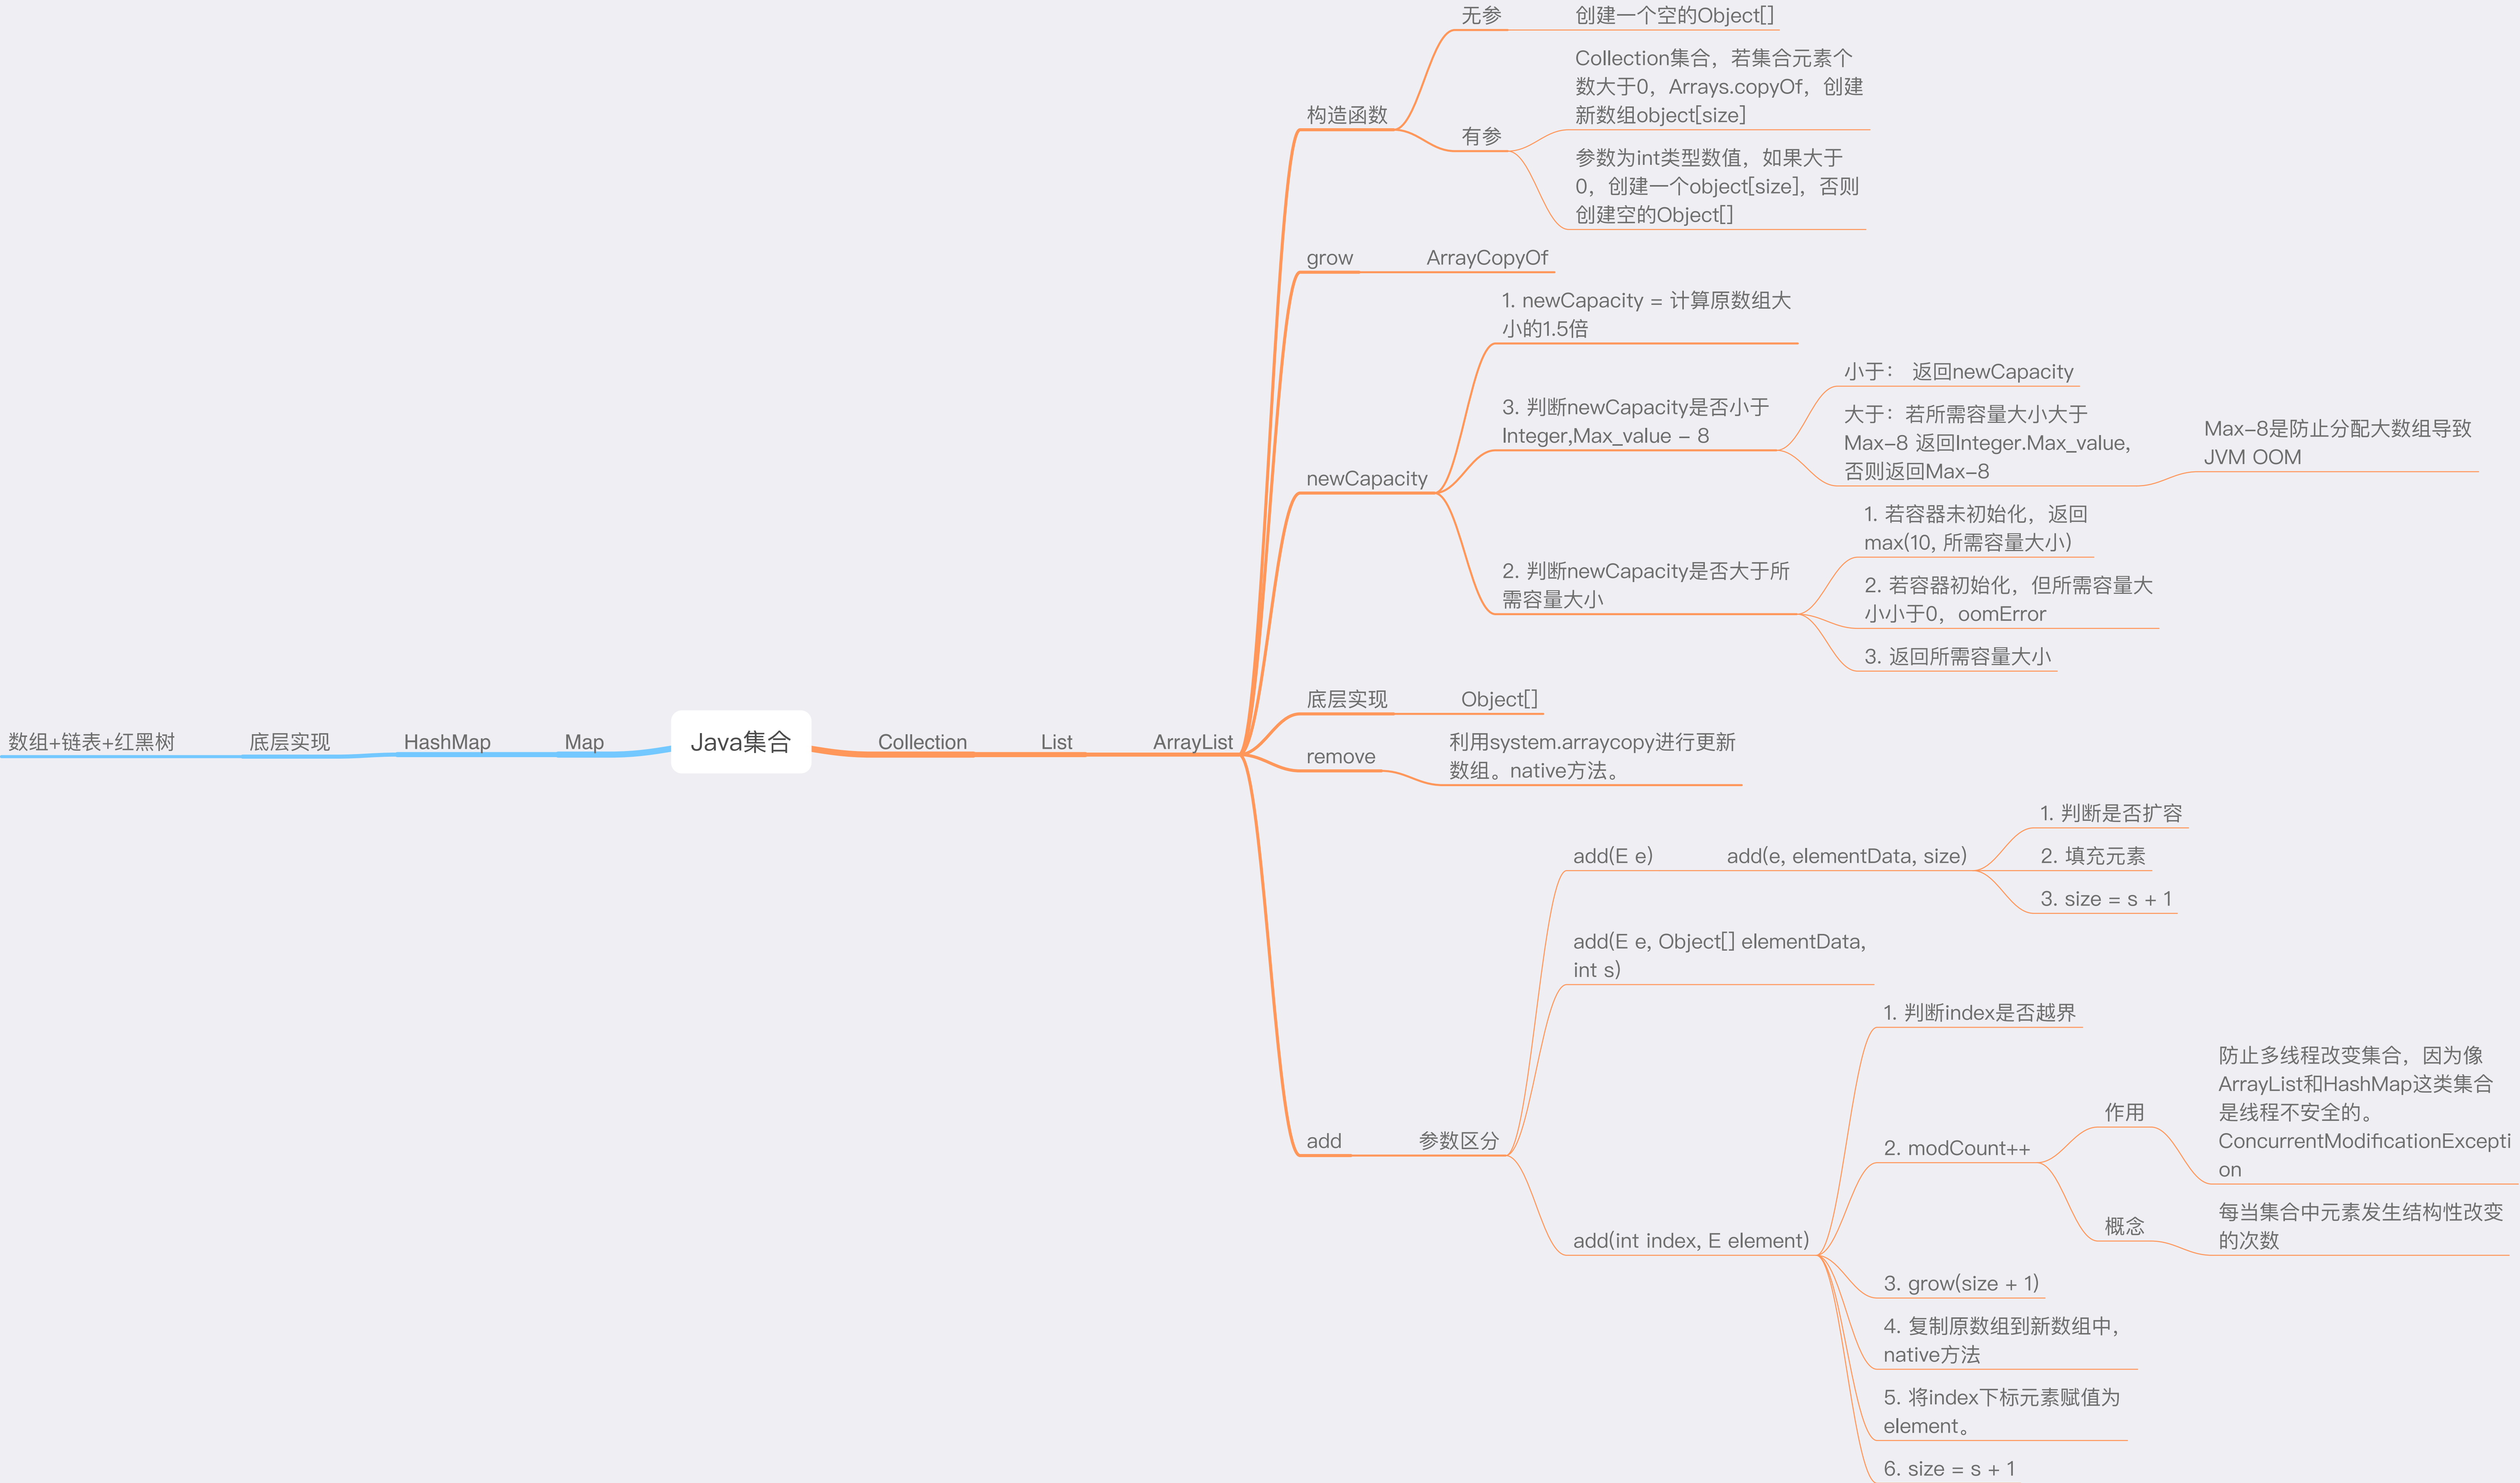 无参
创建一个空的Object[]
构造函数
有参
Collection集合，若集合元素个
数大于0，Arrays.copyOf，创建
新数组object[size]
参数为int类型数值，如果大于
0，创建一个object[size]，否则
创建空的Object[]
grow
ArrayCopyOf
newCapacity
1. newCapacity = 计算原数组大
小的1.5倍
3. 判断newCapacity是否小于
Integer,Max_value - 8
小于： 返回newCapacity
大于：若所需容量大小大于
Max-8 返回Integer.Max_value,
否则返回Max-8
Max-8是防止分配大数组导致
JVM OOM
2. 判断newCapacity是否大于所
需容量大小
1. 若容器未初始化，返回
max(10, 所需容量大小)
2. 若容器初始化，但所需容量大
小小于0，oomError
3. 返回所需容量大小
底层实现
Object[]
数组+链表+红黑树
底层实现
HashMap
Map
Java集合
Collection
List
ArrayList
remove
利用system.arraycopy进行更新
数组。native方法。
add
参数区分
add(E e)
add(e, elementData, size)
1. 判断是否扩容
2. 填充元素
3. size = s + 1
add(E e, Object[] elementData,
int s)
add(int index, E element)
1. 判断index是否越界
2. modCount++
作用
防止多线程改变集合，因为像
ArrayList和HashMap这类集合
是线程不安全的。
ConcurrentModificationExcepti
on
概念
每当集合中元素发生结构性改变
的次数
3. grow(size + 1)
4. 复制原数组到新数组中，
native方法
5. 将index下标元素赋值为
element。
6. size = s + 1